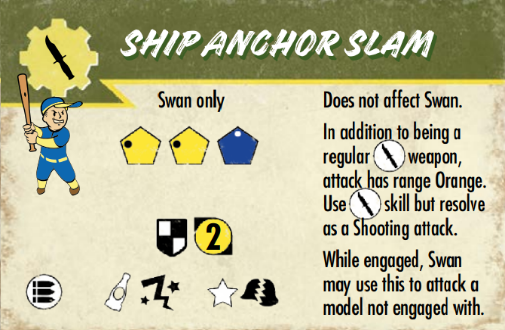 SHIP ANCHOR SLAM
Swan only
2
Does not affect Swan.
In addition to being a
regular weapon,
attack has range Orange.
Use skill but resolve
as a Shooting attack.
While engaged, Swan
may use this to attack a
model not engaged with.